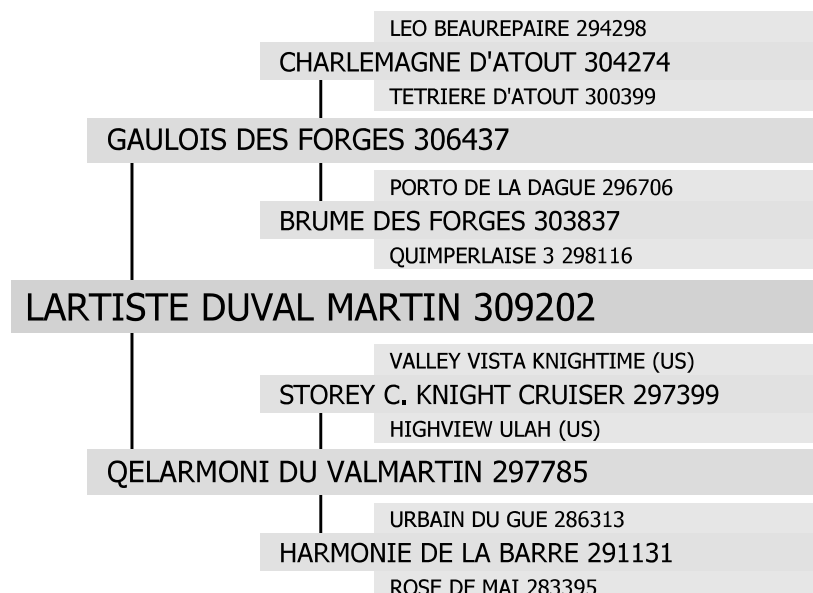 LEO BEAUREPAIRE 294298
CHARLEMAGNE D'ATOUT 304274
TETRIERE D'ATOUT 300399
GAULOIS DES FORGES 306437
PORTO DE LA DAGUE 296706
BRUME DES FORGES 303837
QUIMPERLAISE 3 298116
LARTISTE DUVAL MARTIN 309202
VALLEY VISTA KNIGHTIME (US)
STOREY C. KNIGHT CRUISER 297399
HIGHVIEW ULAH (US)
QELARMONI DU VALMARTIN 297785
URBAIN DU GUE 286313
HARMONIE DE LA BARRE 291131
ROSE DE MAI 283395